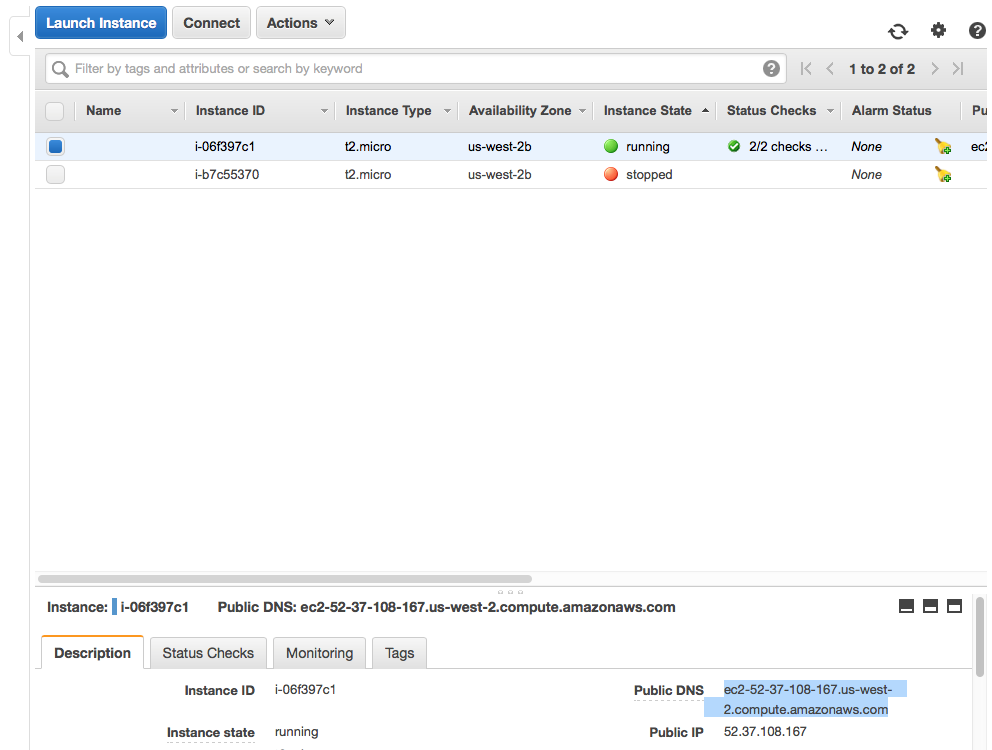 Launch Instance Connect Actions
Filter by tags and attributes or search by keyword 1 to 2 of 2
Name Instance ID Instance Type Availability Zone Instance State Status Checks Alarm Status Pu
i-06f397c1 t2.micro us-west-2b running 2/2 checks ... None ec2
i-b7c55370 t2.micro us-west-2b stopped None
Instance: i-06f397c1 Public DNS: ec2-52-37-108-167.us-west-2.compute.amazonaws.com
Description Status Checks Monitoring Tags
Instance ID i-06f397c1 Public DNS ec2-52-37-108-167.us-west-
2.compute.amazonaws.com
Instance state running Public IP 52.37.108.167